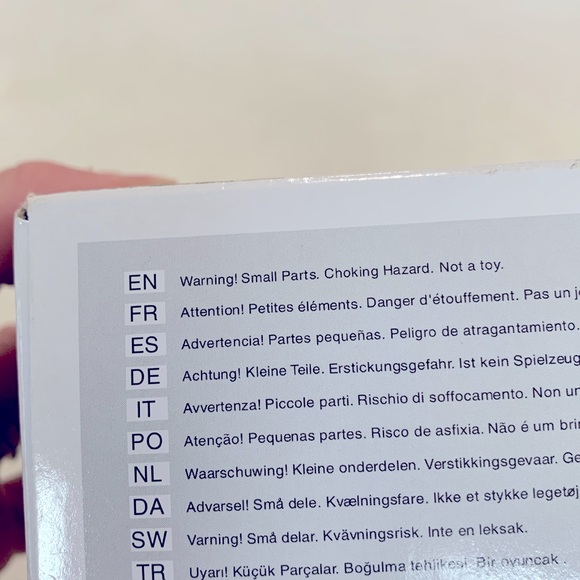 EN Warning! Small Parts. Choking Hazard. Not a toy.
FR Attention! Petites éléments. Danger d'étouffement. Pas un
ES Advertencia! Partes pequeñas. Peligro de atragantamiento.
DE Achtung! Kleine Teile. Erstickungsgefahr. Ist kein Spielzeug
IT Avvertenza! Piccole parti. Rischio di soffocamento. Non
PO Atenção! Pequenas partes. Risco de asfixia. Não é um
NL Waarschuwing! Kleine onderdelen. Verstikkingsgevaar.
DA Advarsel! Små dele. Kvælningsfare. Ikke et stykke legetøj
SW Varning! Små delar. Kvävningsrisk. Inte en leksak.
TR Uyarı! Küçük Parçalar. Boğulma tehlikesi. Bir oyuncak .